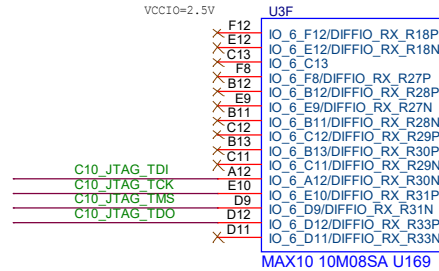 VCCIO=2.5V
U3F
F12 IO_6_F12/DIFFIO_RX_R18P
E12 IO_6_E12/DIFFIO_RX_R18N
C13 IO_6_C13
F8 IO_6_F8/DIFFIO_RX_R27P
B12 IO_6_B12/DIFFIO_RX_R28P
E9 IO_6_E9/DIFFIO_RX_R27N
B11 IO_6_B11/DIFFIO_RX_R28N
C12 IO_6_C12/DIFFIO_RX_R29P
B13 IO_6_B13/DIFFIO_RX_R30P
C11 IO_6_C11/DIFFIO_RX_R29N
C10_JTAG_TDI A12 IO_6_A12/DIFFIO_RX_R30N
C10_JTAG_TCK E10 IO_6_E10/DIFFIO_RX_R31P
C10_JTAG_TMS D9 IO_6_D9/DIFFIO_RX_R31N
C10_JTAG_TDO D12 IO_6_D12/DIFFIO_RX_R33P
D11 IO_6_D11/DIFFIO_RX_R33N
MAX10 10M08SA U169